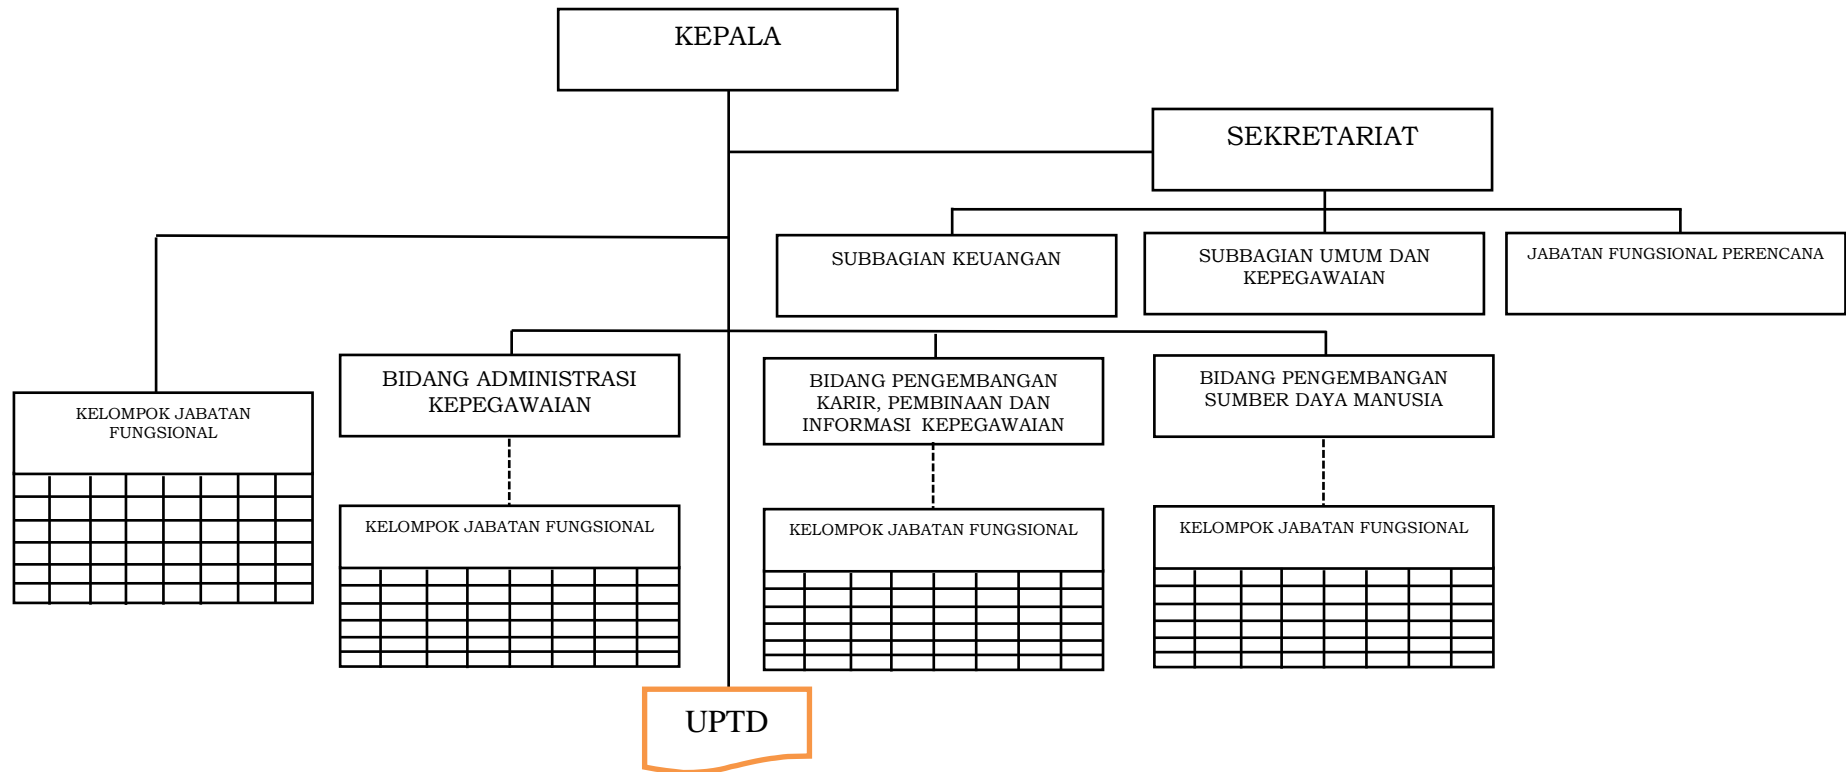 KEPALA
SEKRETARIAT
SUBBAGIAN KEUANGAN
SUBBAGIAN UMUM DAN
KEPEGAWAIAN
JABATAN FUNGSIONAL PERENCANA
KELOMPOK JABATAN
FUNGSIONAL
BIDANG ADMINISTRASI
KEPEGAWAIAN
BIDANG PENGEMBANGAN
KARIR, PEMBINAAN DAN
INFORMASI KEPEGAWAIAN
BIDANG PENGEMBANGAN
SUMBER DAYA MANUSIA
KELOMPOK JABATAN FUNGSIONAL
KELOMPOK JABATAN FUNGSIONAL
KELOMPOK JABATAN FUNGSIONAL
UPTD